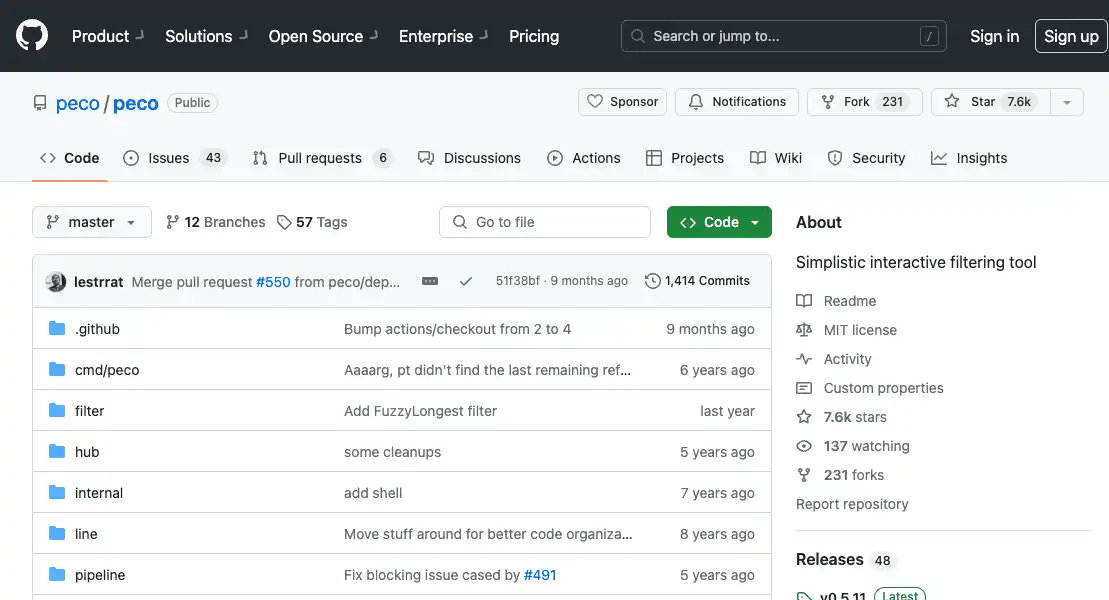 Product Solutions Open Source Enterprise Pricing Search or jump to... / Sign in Sign up
peco / peco Public Sponsor Notifications Fork 231 Star 7.6k
Code Issues 43 Pull requests 6 Discussions Actions Projects Wiki Security Insights
master 12 Branches 57 Tags Go to file Code
lestrrat Merge pull request #550 from peco/dep... 51f38bf · 9 months ago 1,414 Commits
.github Bump actions/checkout from 2 to 4 9 months ago
cmd/peco Aaaarg, pt didn't find the last remaining ref... 6 years ago
filter Add FuzzyLongest filter last year
hub some cleanups 5 years ago
internal add shell 7 years ago
line Move stuff around for better code organiza... 8 years ago
pipeline Fix blocking issue cased by #491 5 years ago
About
Simplistic interactive filtering tool
Readme
MIT license
Activity
Custom properties
7.6k stars
137 watching
231 forks
Report repository
Releases 48
v0.5.11 Latest